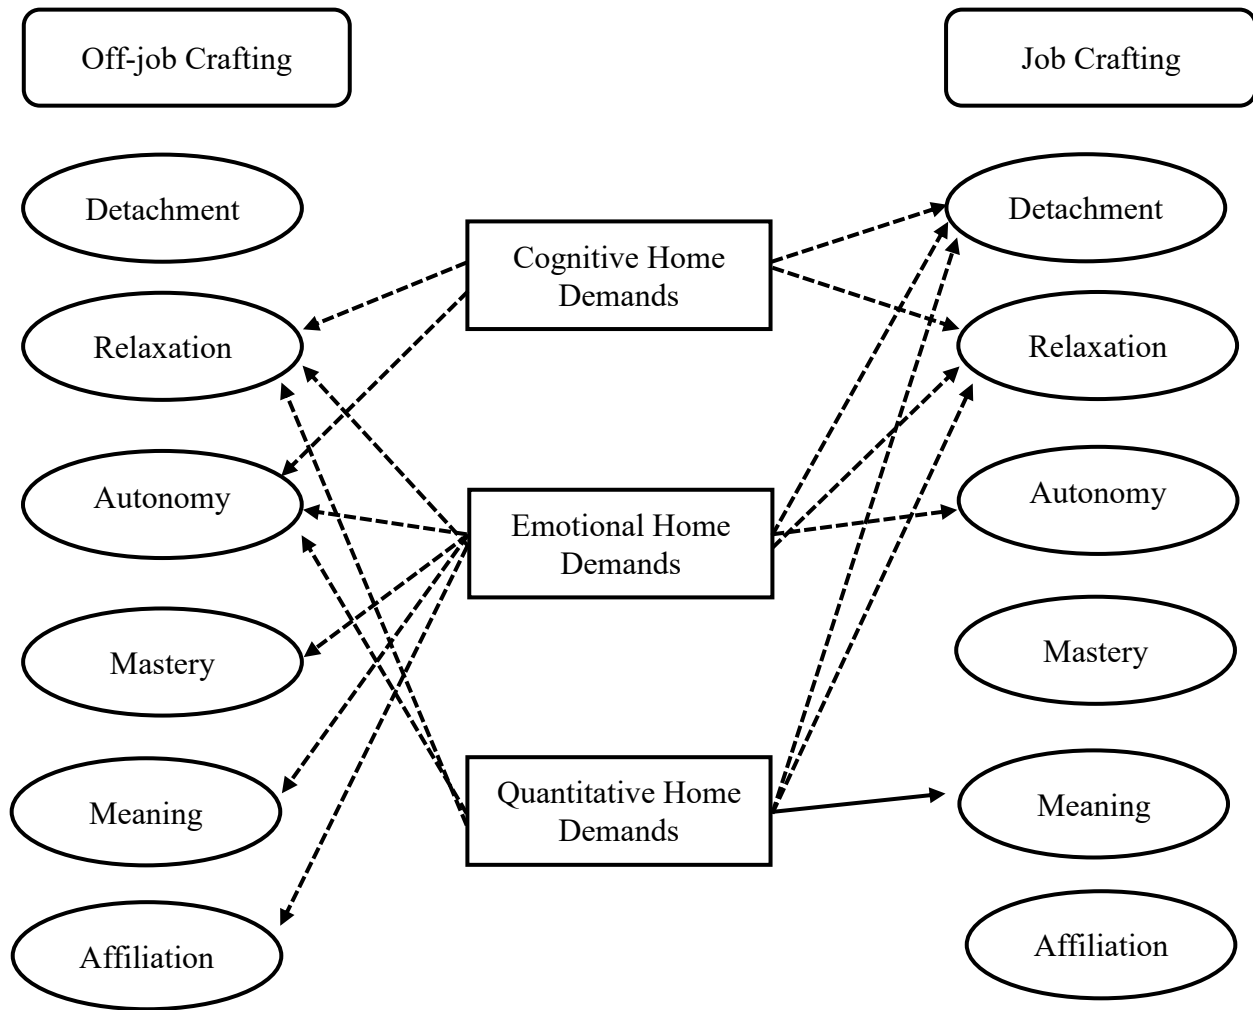 Off-job Crafting
Job Crafting
Detachment
Relaxation
Autonomy
Mastery
Meaning
Affiliation
Cognitive Home
Demands
Emotional Home
Demands
Quantitative Home
Demands
Detachment
Relaxation
Autonomy
Mastery
Meaning
Affiliation